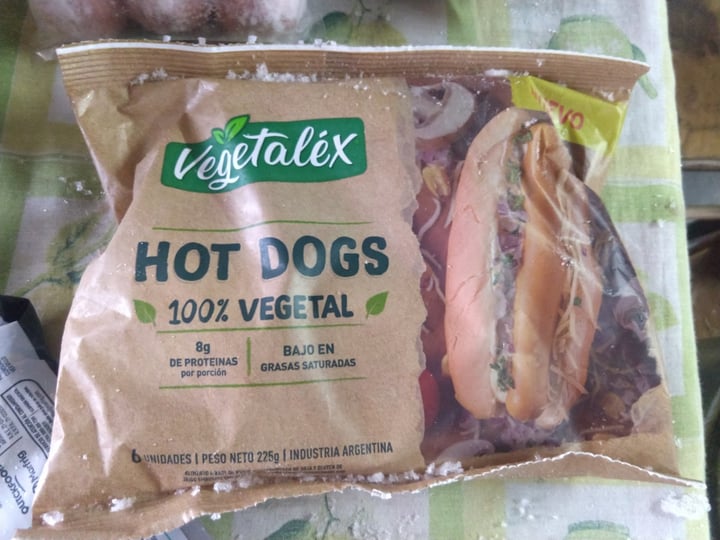 Vegetaléx
HOT DOGS
100% VEGETAL
8g
DE PROTEINAS
por porción
BAJO EN
GRASAS SATURADAS
6 UNIDADES | PESO NETO 225g | INDUSTRIA ARGENTINA